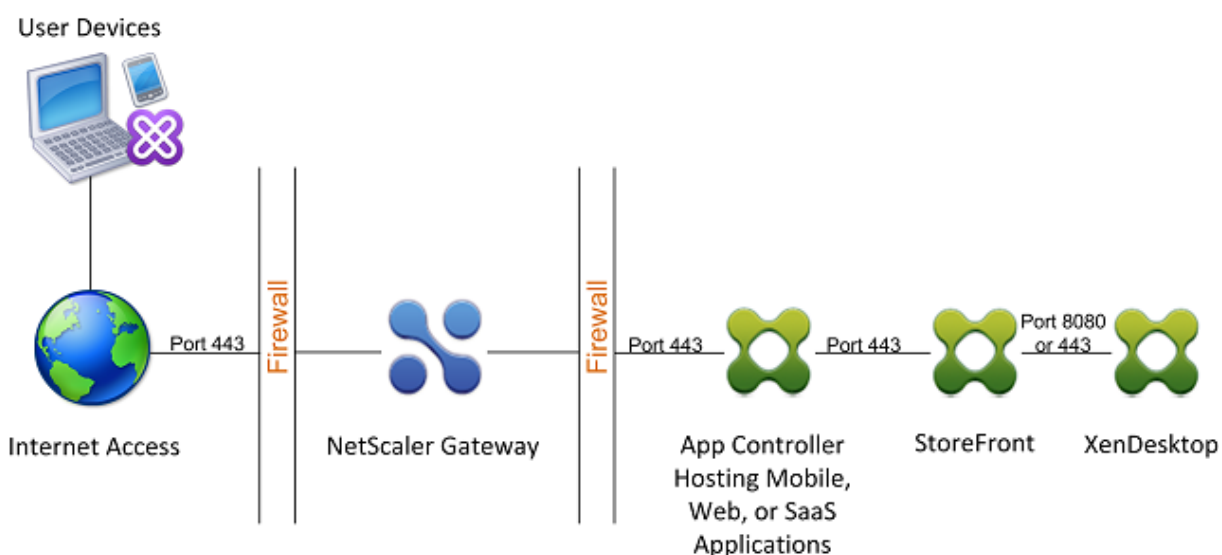 User Devices
Port 443
Firewall
Firewall
Port 443
Port 443
Port 8080
or 443
Internet Access
NetScaler Gateway
App Controller
Hosting Mobile,
Web, or SaaS
Applications
StoreFront
XenDesktop